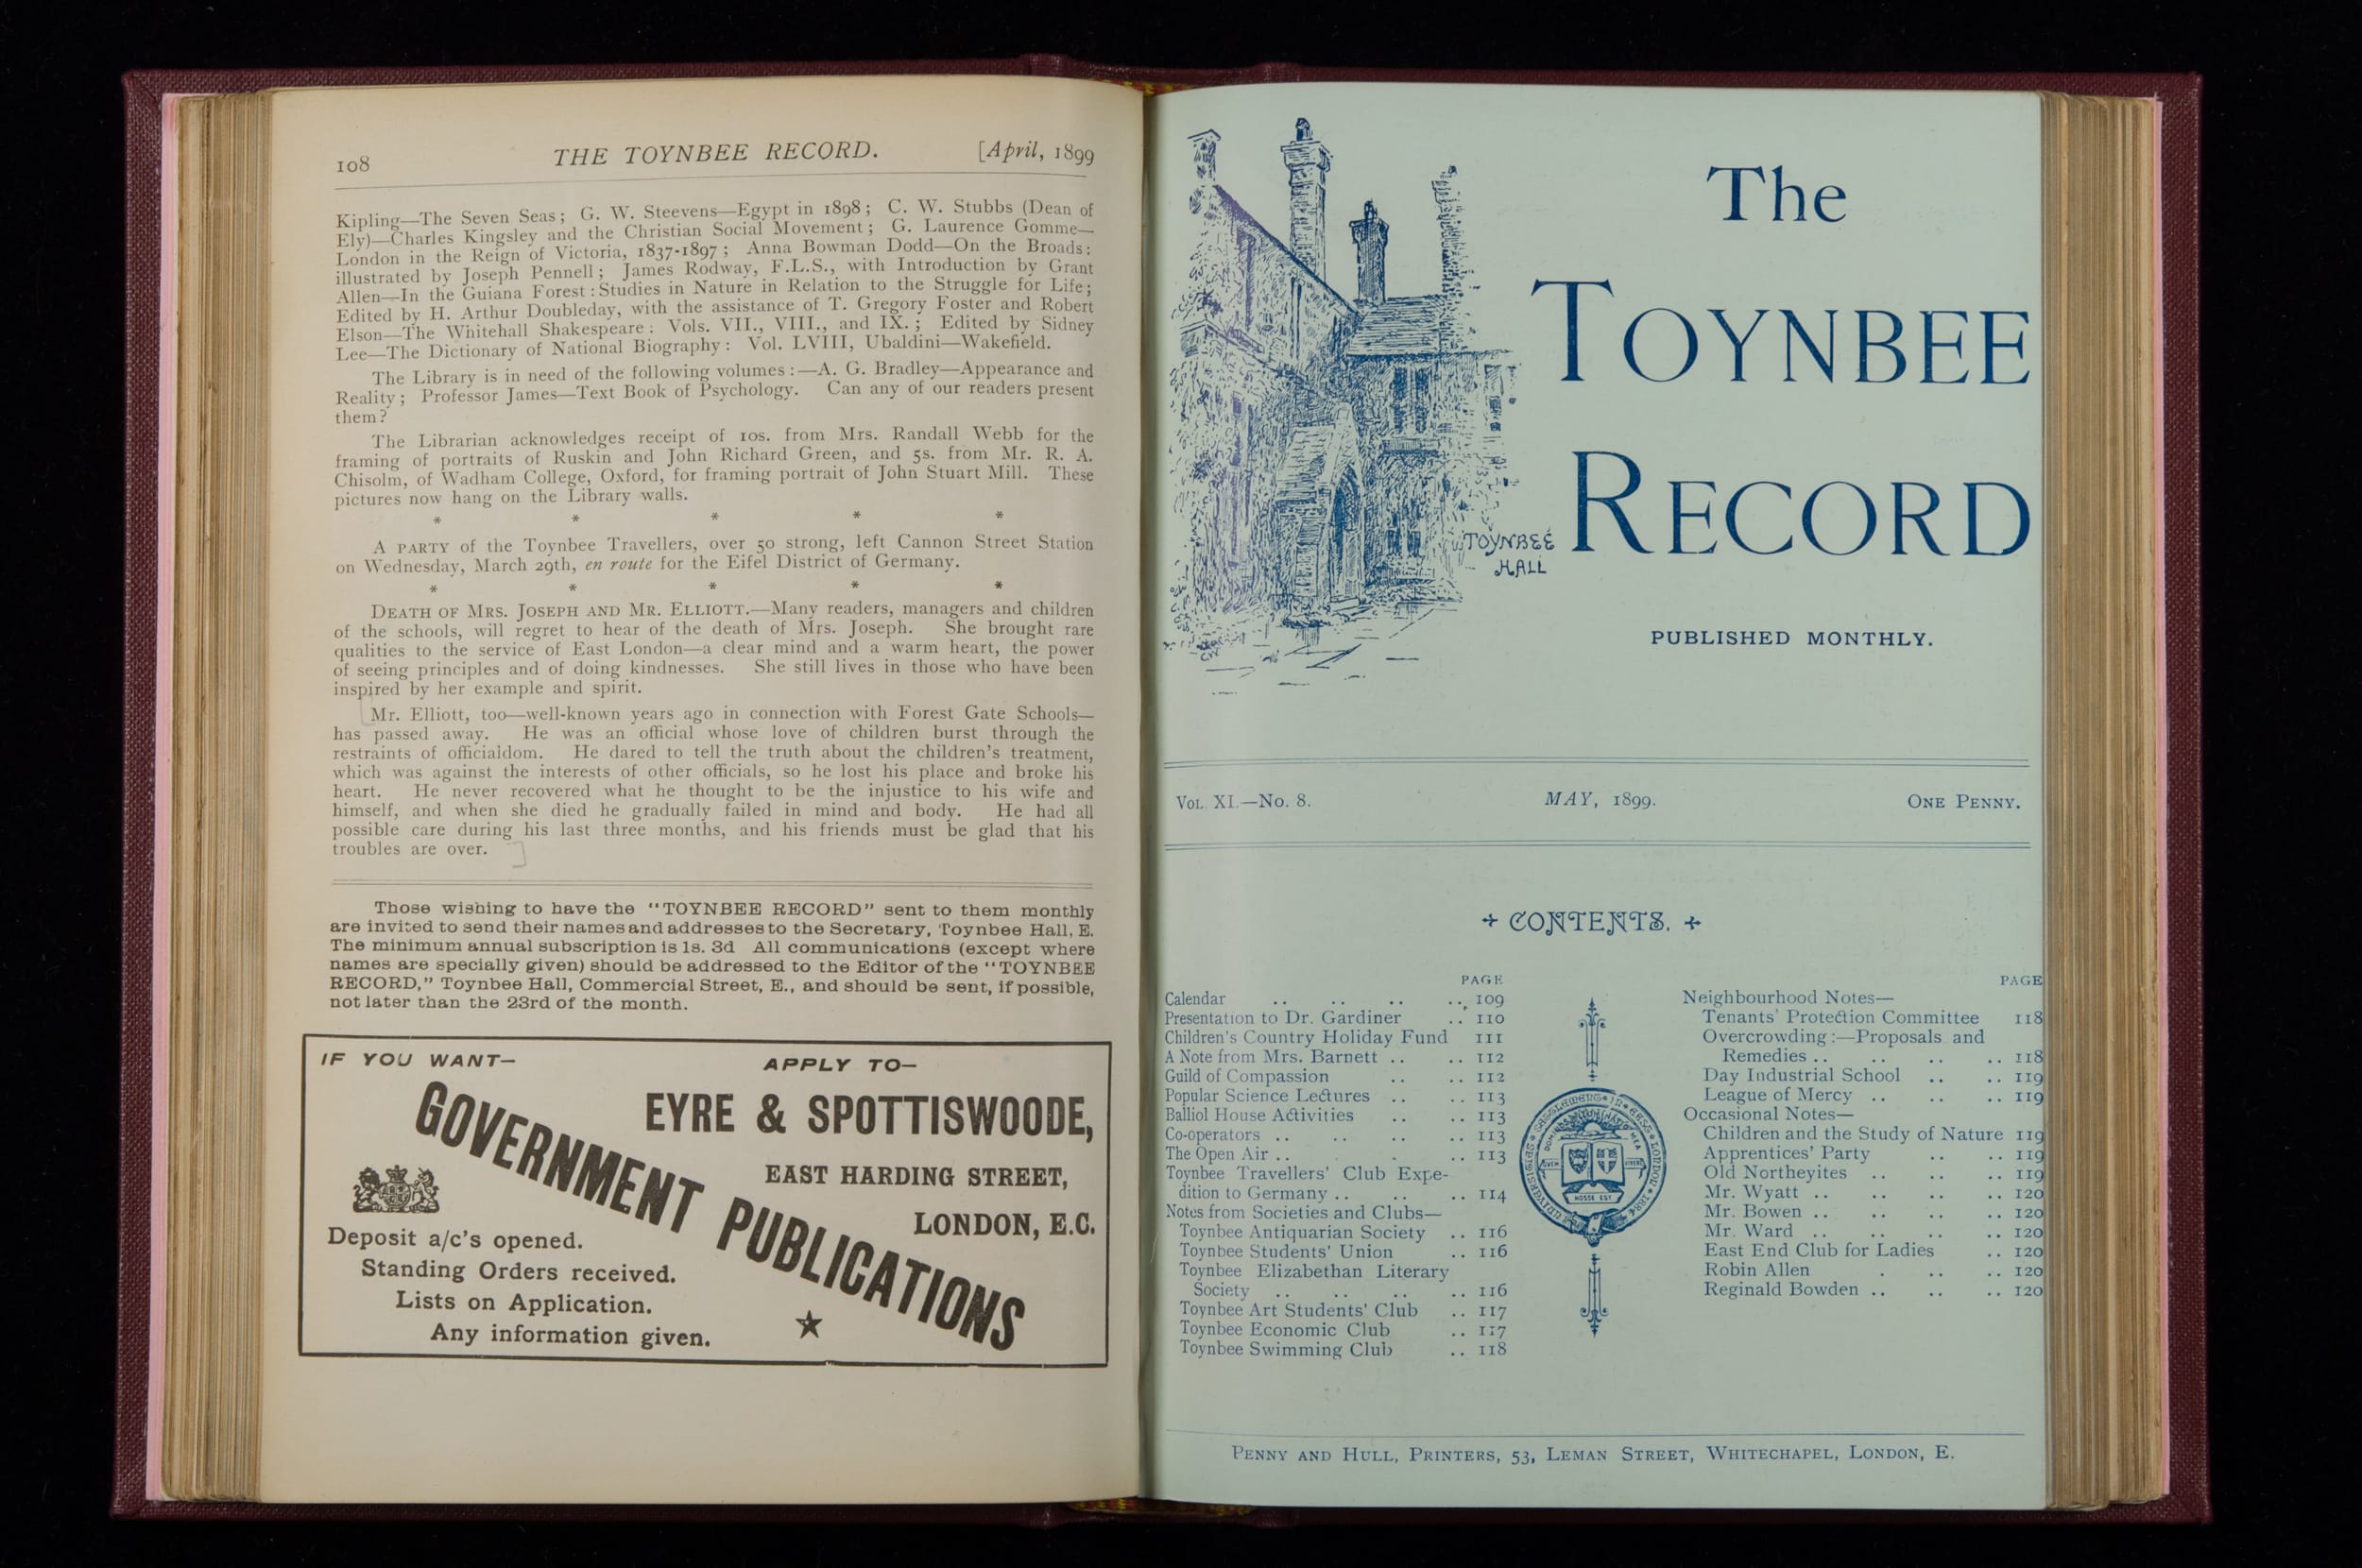 108 THE TOYNBEE RECORD. [April, 1899
Kipling—The Seven Seas; G. W. Steevens—Egypt in 1898; C. W. Stubbs (Dean of
Ely)—Charles Kingsley and the Christian Social Movement; G. Laurence Gomme—
London in the Reign of Victoria, 1837-1897; Anna Bowman Dodd—On the Broads:
illustrated by Joseph Pennell; James Rodway, F.L.S., with Introduction by Grant
Allen—In the Guiana Forest: Studies in Nature in Relation to the Struggle for Life;
Edited by H. Arthur Doubleday, with the assistance of T. Gregory Foster and Robert
Elson—The Whitehall Shakespeare: Vols. VII., VIII., and IX.; Edited by Sidney
Lee—The Dictionary of National Biography: Vol. LVIII, Ubaldini—Wakefield.
The Library is in need of the following volumes:—A. G. Bradley—Appearance and
Reality; Professor James—Text Book of Psychology. Can any of our readers present
them?
The Librarian acknowledges receipt of 10s. from Mrs. Randall Webb for the
framing of portraits of Ruskin and John Richard Green, and 5s. from Mr. R. A.
Chisolm, of Wadham College, Oxford, for framing portrait of John Stuart Mill. These
pictures now hang on the Library walls.
* * * * *
A PARTY of the Toynbee Travellers, over 50 strong, left Cannon Street Station
on Wednesday, March 29th, en route for the Eifel District of Germany.
* * * * *
DEATH OF MRS. JOSEPH AND MR. ELLIOTT.—Many readers, managers and children
of the schools, will regret to hear of the death of Mrs. Joseph. She brought rare
qualities to the service of East London—a clear mind and a warm heart, the power
of seeing principles and of doing kindnesses. She still lives in those who have been
inspired by her example and spirit.
Mr. Elliott, too—well-known years ago in connection with Forest Gate Schools—
has passed away. He was an official whose love of children burst through the
restraints of officialdom. He dared to tell the truth about the children's treatment,
which was against the interests of other officials, so he lost his place and broke his
heart. He never recovered what he thought to be the injustice to his wife and
himself, and when she died he gradually failed in mind and body. He had all
possible care during his last three months, and his friends must be glad that his
troubles are over.
Those wishing to have the "TOYNBEE RECORD" sent to them monthly
are invited to send their names and addresses to the Secretary, Toynbee Hall, E.
The minimum annual subscription is 1s. 3d All communications (except where
names are specially given) should be addressed to the Editor of the "TOYNBEE
RECORD," Toynbee Hall, Commercial Street, E., and should be sent, if possible,
not later than the 23rd of the month.
IF YOU WANT— APPLY TO—
GOVERNMENT PUBLICATIONS
EYRE & SPOTTISWOODE,
EAST HARDING STREET,
LONDON, E.C.
Deposit a/c's opened.
Standing Orders received.
Lists on Application.
Any information given.
The
TOYNBEE
RECORD
TOYNBEE
HALL
PUBLISHED MONTHLY.
VOL. XI.—No. 8. MAY, 1899. ONE PENNY.
CONTENTS.
PAGE
Calendar .. .. .. .. 109
Presentation to Dr. Gardiner .. 110
Children's Country Holiday Fund 111
A Note from Mrs. Barnett .. .. 112
Guild of Compassion .. .. 112
Popular Science Lectures .. .. 113
Balliol House Activities .. .. 113
Co-operators .. .. .. .. 113
The Open Air .. . .. 113
Toynbee Travellers' Club Expe-
dition to Germany .. .. .. 114
Notes from Societies and Clubs—
Toynbee Antiquarian Society .. 116
Toynbee Students' Union .. 116
Toynbee Elizabethan Literary
Society .. .. .. .. 116
Toynbee Art Students' Club .. 117
Toynbee Economic Club .. 117
Toynbee Swimming Club .. 118
PAGE
Neighbourhood Notes—
Tenants' Protection Committee 118
Overcrowding:—Proposals and
Remedies .. .. .. .. 118
Day Industrial School .. .. 119
League of Mercy .. .. .. 119
Occasional Notes—
Children and the Study of Nature 119
Apprentices' Party .. .. 119
Old Northeyites .. .. .. 119
Mr. Wyatt .. .. .. .. 120
Mr. Bowen .. .. .. .. 120
Mr. Ward .. .. .. .. 120
East End Club for Ladies .. 120
Robin Allen . .. .. 120
Reginald Bowden .. .. .. 120
NOSSE EST
PENNY AND HULL, PRINTERS, 53, LEMAN STREET, WHITECHAPEL, LONDON, E.